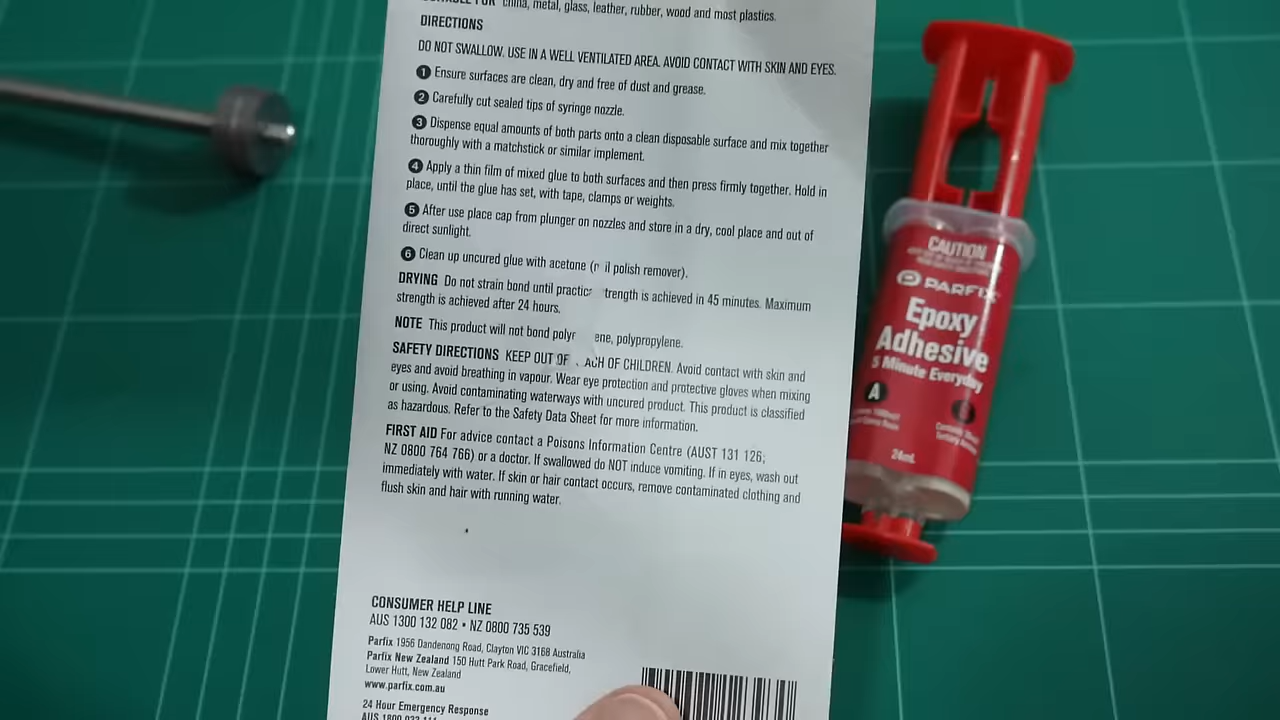 china, metal, glass, leather, rubber, wood and most plastics.
DIRECTIONS
DO NOT SWALLOW. USE IN A WELL VENTILATED AREA. AVOID CONTACT WITH SKIN AND EYES.
1 Ensure surfaces are clean, dry and free of dust and grease.
2 Carefully cut sealed tips of syringe nozzle.
3 Dispense equal amounts of both parts onto a clean disposable surface and mix together
thoroughly with a matchstick or similar implement.
4 Apply a thin film of mixed glue to both surfaces and then press firmly together. Hold in
place, until the glue has set, with tape, clamps or weights.
5 After use place cap from plunger on nozzles and store in a dry, cool place and out of
direct sunlight.
6 Clean up uncured glue with acetone (n il polish remover).
DRYING Do not strain bond until practic trength is achieved in 45 minutes. Maximum
strength is achieved after 24 hours.
NOTE This product will not bond polye ene, polypropylene.
SAFETY DIRECTIONS KEEP OUT OF ACH OF CHILDREN. Avoid contact with skin and
eyes and avoid breathing in vapour. Wear eye protection and protective gloves when mixing
or using. Avoid contaminating waterways with uncured product. This product is classified
as hazardous. Refer to the Safety Data Sheet for more information.
FIRST AID For advice contact a Poisons Information Centre (AUST 131 126;
NZ 0800 764 766) or a doctor. If swallowed do NOT induce vomiting. If in eyes, wash out
immediately with water. If skin or hair contact occurs, remove contaminated clothing and
flush skin and hair with running water.
CONSUMER HELP LINE
AUS 1300 132 082 • NZ 0800 735 539
Parfix 1956 Dandenong Road, Clayton VIC 3168 Australia
Parfix New Zealand 150 Hutt Park Road, Gracefield,
Lower Hutt, New Zealand
www.parfix.com.au
24 Hour Emergency Response
AUS 1800
CAUTION
PARFIX
Epoxy
Adhesive
5 Minute Everyday
A
24mL